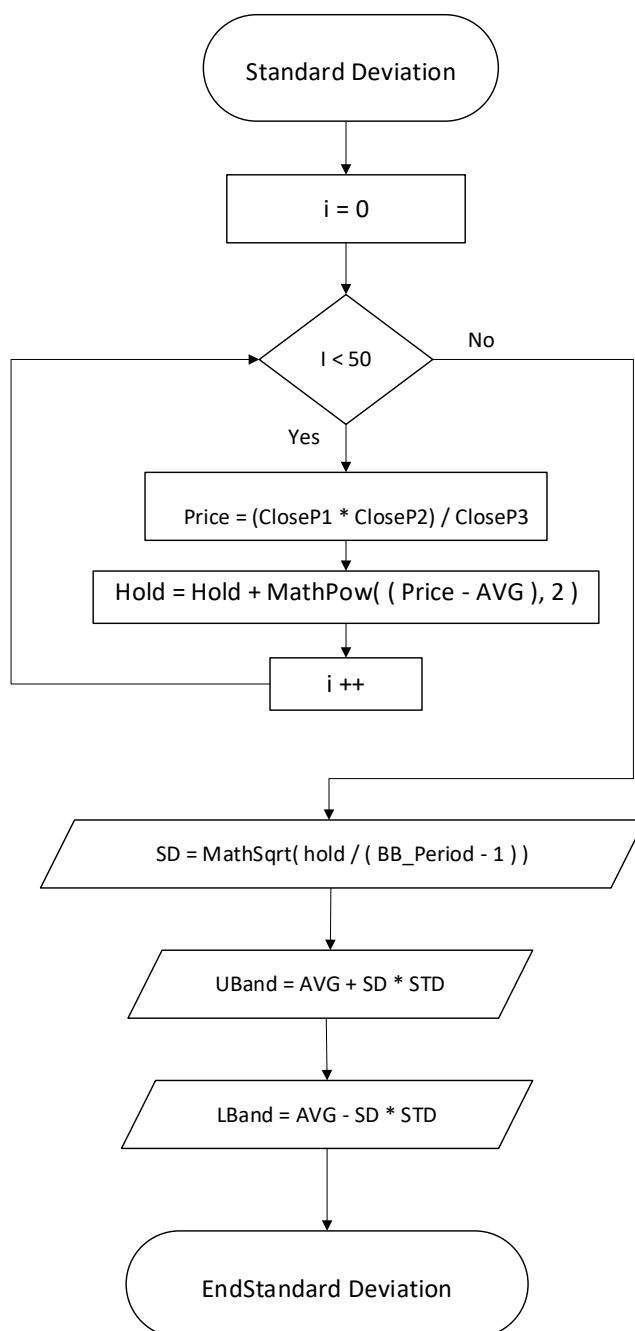 Standard Deviation
i = 0
I < 50
No
Yes
Price = (CloseP1 * CloseP2) / CloseP3
Hold = Hold + MathPow( ( Price - AVG ), 2 )
i ++
SD = MathSqrt( hold / ( BB_Period - 1 ) )
UBand = AVG + SD * STD
LBand = AVG - SD * STD
EndStandard Deviation